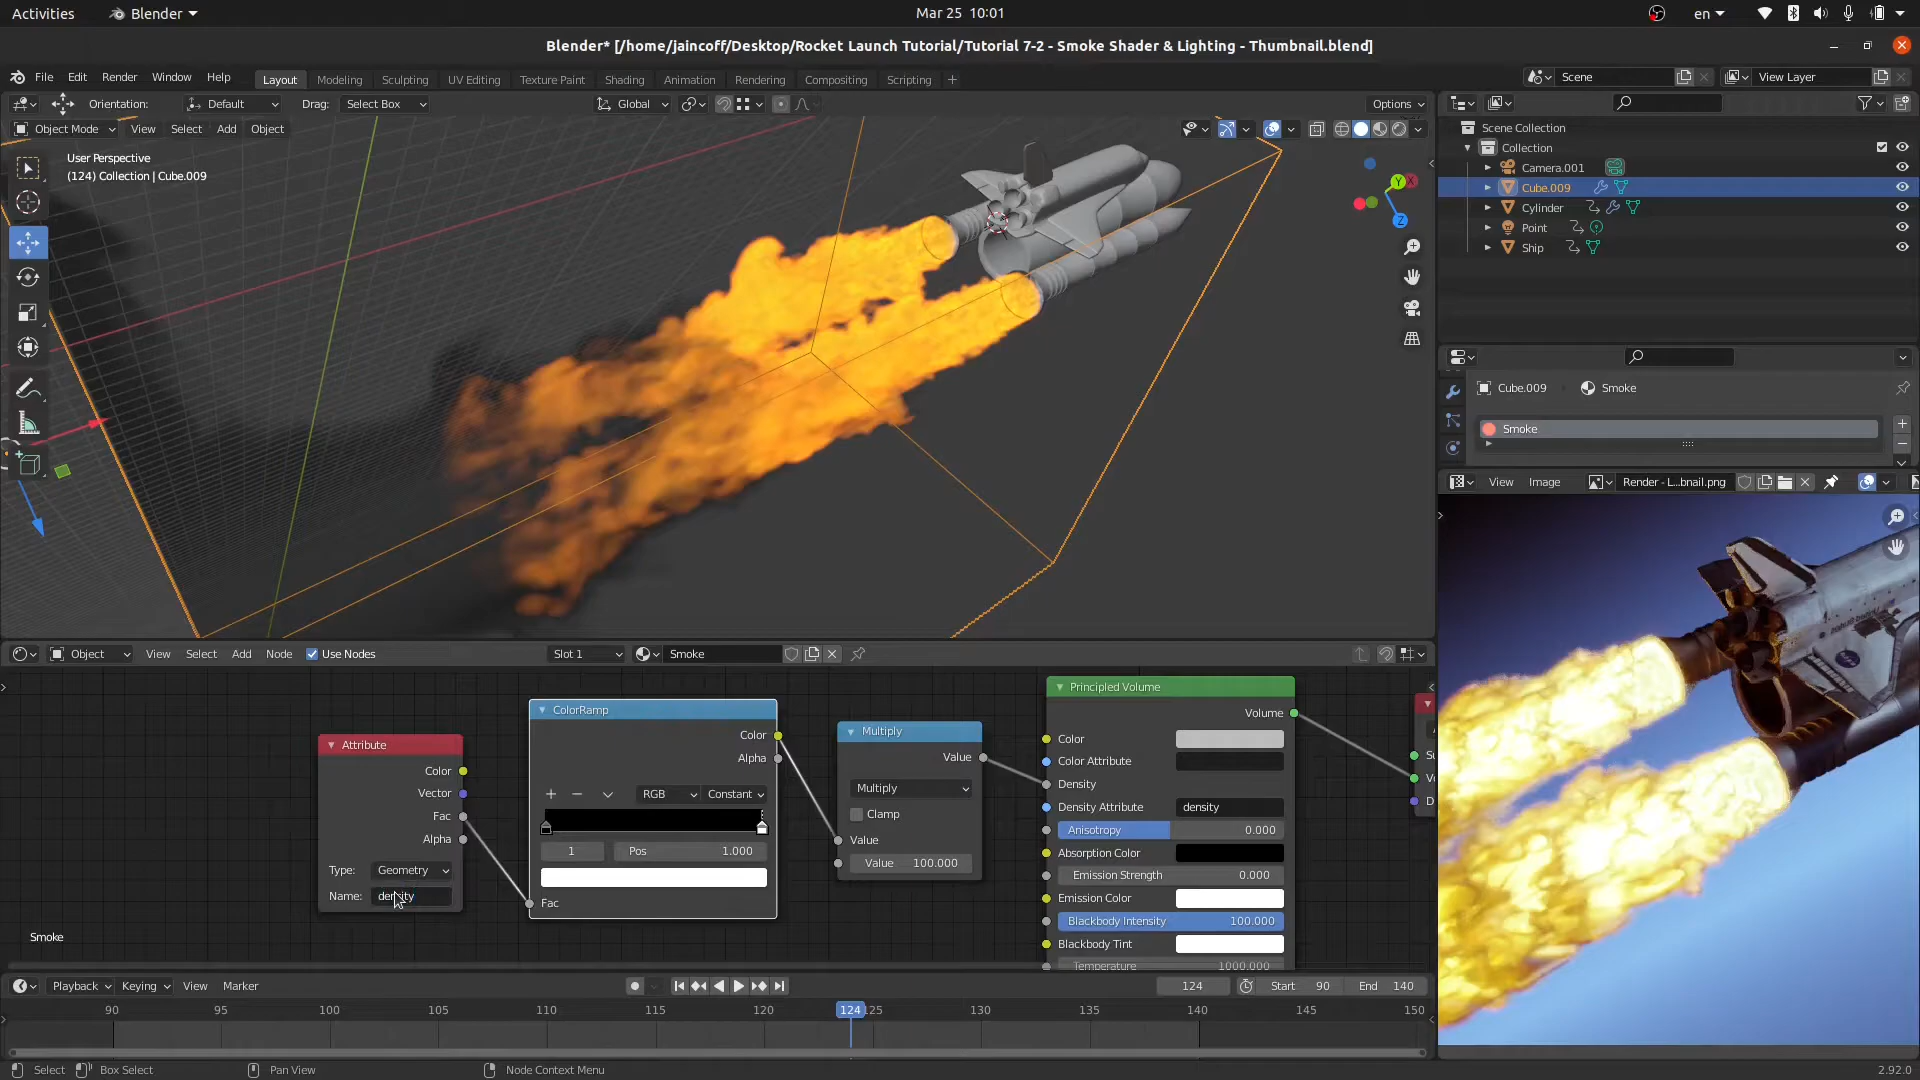 Activities
Blender
Mar 25 10:01
en
Blender* [/home/jaincoff/Desktop/Rocket Launch Tutorial/Tutorial 7-2 - Smoke Shader & Lighting - Thumbnail.blend]
File Edit Render Window Help
Layout Modeling Sculpting UV Editing Texture Paint Shading Animation Rendering Compositing Scripting +
Scene
View Layer
Orientation: Default Drag: Select Box
Global
Options
Object Mode View Select Add Object
User Perspective
(124) Collection | Cube.009
Y
X
Z
Scene Collection
Collection
Camera.001
Cube.009
Cylinder
Point
Ship
Cube.009
Smoke
Smoke
View Image
Render - L...bnail.png
Object View Select Add Node Use Nodes
Slot 1
Smoke
Attribute
Color
Vector
Fac
Alpha
Type: Geometry
Name: density
ColorRamp
Color
Alpha
RGB
Constant
1
Pos 1.000
Fac
Multiply
Value
Multiply
Clamp
Value
Value 100.000
Principled Volume
Volume
Color
Color Attribute
Density
Density Attribute density
Anisotropy 0.000
Absorption Color
Emission Strength 0.000
Emission Color
Blackbody Intensity 100.000
Blackbody Tint
Temperature 1000.000
Smoke
Playback Keying View Marker
124
Start 90
End 140
90 95 100 105 110 115 120 124 125 130 135 140 145 150
Select
Box Select
Pan View
Node Context Menu
2.92.0